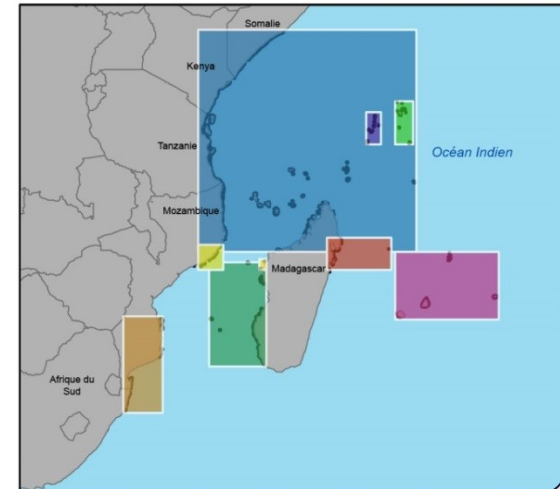 Somalie
Kenya
Océan Indien
Tanzanie
Mozambique
Madagascar
Afrique du
Sud